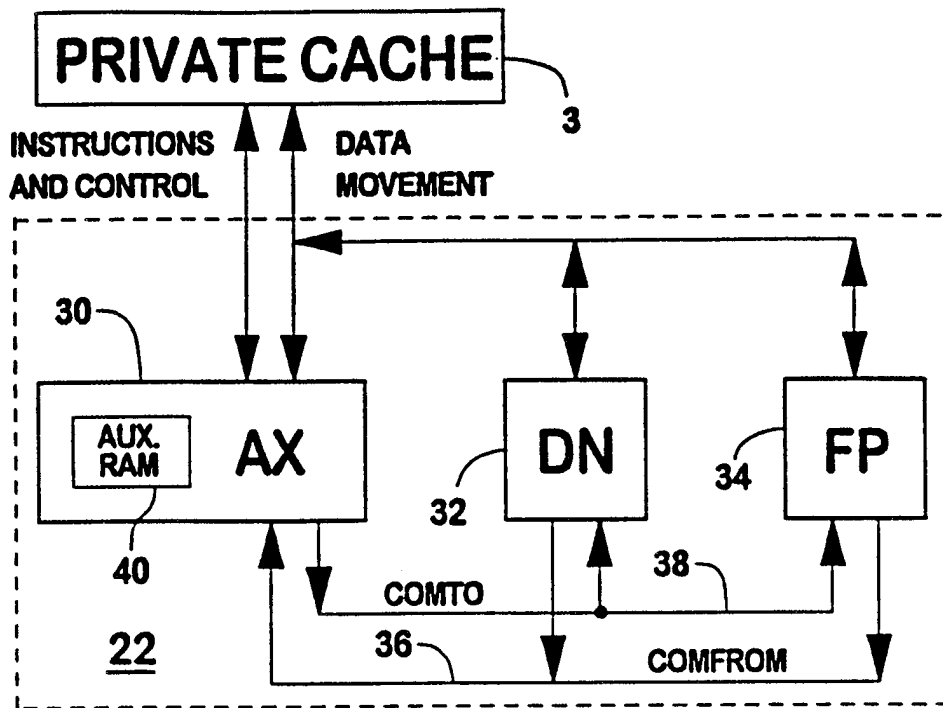 PRIVATE CACHE
3
INSTRUCTIONS
AND CONTROL
DATA
MOVEMENT
30
AUX.
RAM
AX
40
DN
32
FP
34
COMTO
38
22
36
COMFROM